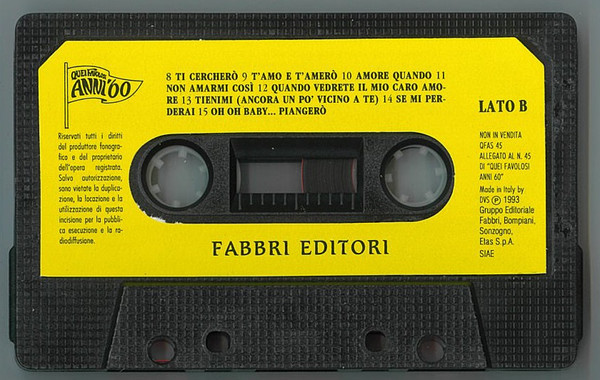 QUEI FAVOLOSI
ANNI '60
8 TI CERCHERÒ 9 T'AMO E T'AMERÒ 10 AMORE QUANDO 11
NON AMARMI COSÌ 12 QUANDO VEDRETE IL MIO CARO AMO-
RE 13 TIENIMI (ANCORA UN PO' VICINO A TE) 14 SE MI PER-
DERAI 15 OH OH BABY... PIANGERÒ
LATO B
Riservati tutti i diritti
del produttore fonogra-
fico e del proprietario
dell'opera registrata.
Salvo autorizzazione,
sono vietate la duplica-
zione, la locazione e la
utilizzazione di questa
incisione per la pubbli-
ca esecuzione e la ra-
diodiffusione.
NON IN VENDITA
QFAS 45
ALLEGATO AL N. 45
DI "QUEI FAVOLOSI
ANNI 60"
Made in Italy by
DVS Ⓟ 1993
Gruppo Editoriale
Fabbri, Bompiani,
Sonzogno,
Etas S.p.A.
SIAE
FABBRI EDITORI